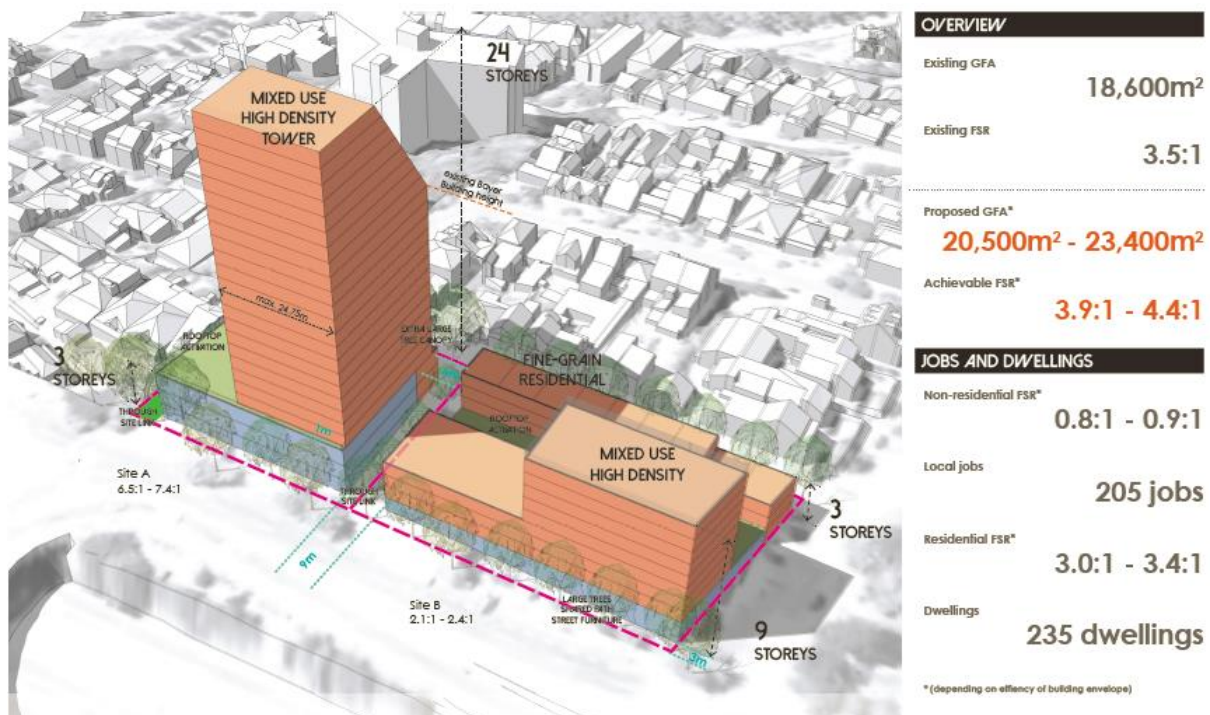 24
STOREYS
MIXED USE
HIGH DENSITY
TOWER
existing Bayer
Building height
max. 24.75m
ROOFTOP
ACTIVATION
EXTRA LARGE
TREE CANOPY
3
STOREYS
THROUGH
SITE LINK
FINE-GRAIN
RESIDENTIAL
ROOFTOP
ACTIVATION
MIXED USE
HIGH DENSITY
Site A
6.5:1 - 7.4:1
THROUGH
SITE LINK
9m
3
STOREYS
Site B
2.1:1 - 2.4:1
LARGE TREES
SHARED PATH
STREET FURNITURE
3m
9
STOREYS
OVERVIEW
Existing GFA
18,600m²
Existing FSR
3.5:1
Proposed GFA*
20,500m² - 23,400m²
Achievable FSR*
3.9:1 - 4.4:1
JOBS AND DWELLINGS
Non-residential FSR*
0.8:1 - 0.9:1
Local jobs
205 jobs
Residential FSR*
3.0:1 - 3.4:1
Dwellings
235 dwellings
*(depending on effiency of building envelope)